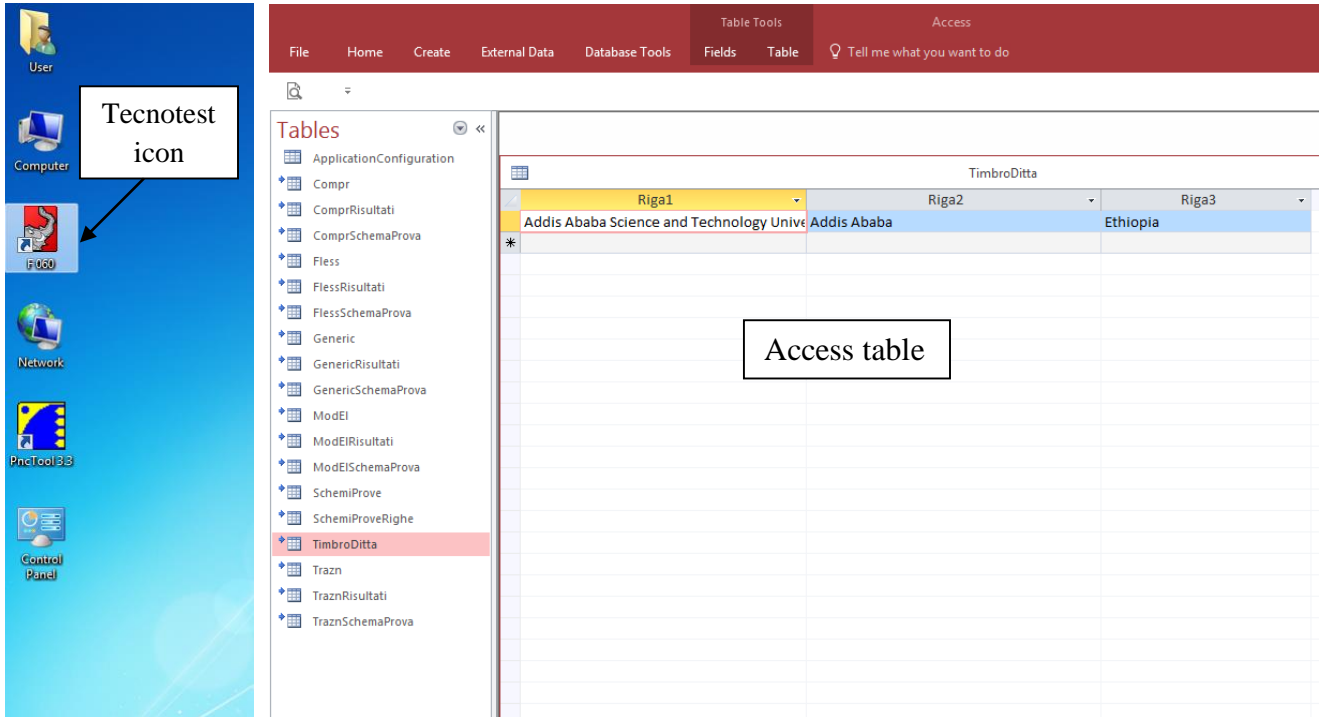 User
Tecnotest
icon
Computer
F060
Network
PncTool 3.3
Control
Panel
Table Tools
Access
File Home Create External Data Database Tools Fields Table Tell me what you want to do
Tables
ApplicationConfiguration
Compr
ComprRisultati
ComprSchemaProva
Fless
FlessRisultati
FlessSchemaProva
Generic
GenericRisultati
GenericSchemaProva
ModEl
ModElRisultati
ModElSchemaProva
SchemiProve
SchemiProveRighe
TimbroDitta
Trazn
TraznRisultati
TraznSchemaProva
TimbroDitta
Riga1 Riga2 Riga3
Addis Ababa Science and Technology Unive Addis Ababa Ethiopia
Access table